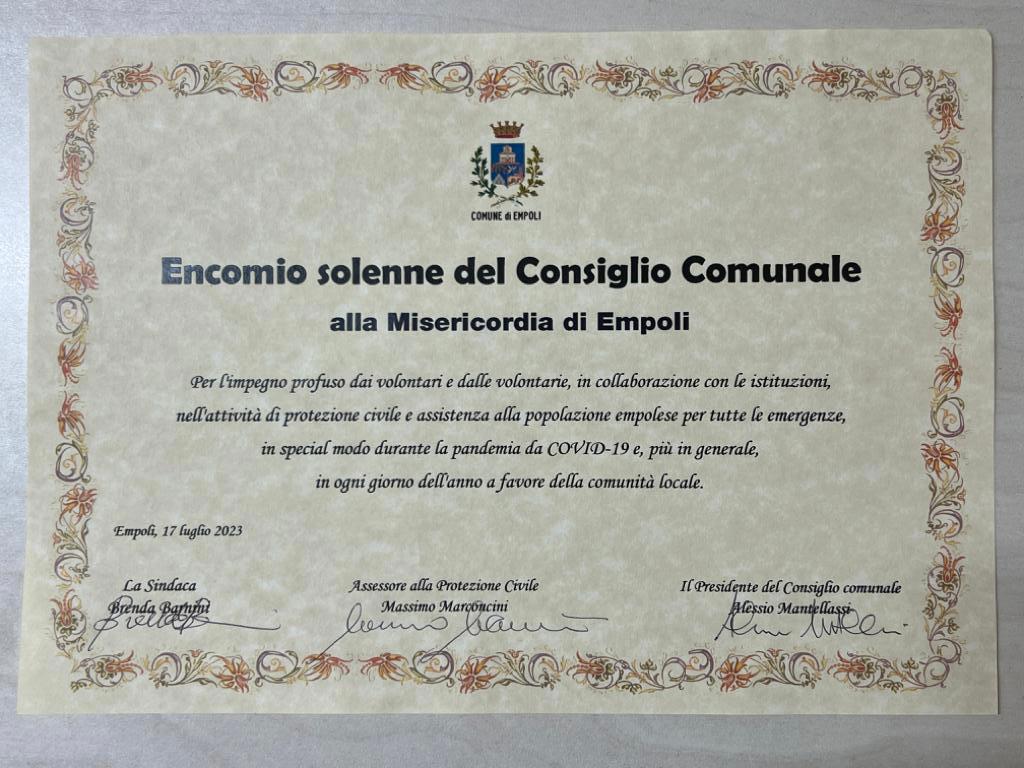 COMUNE di EMPOLI
Encomio solenne del Consiglio Comunale
alla Misericordia di Empoli
Per l'impegno profuso dai volontari e dalle volontarie, in collaborazione con le istituzioni,
nell'attività di protezione civile e assistenza alla popolazione empolese per tutte le emergenze,
in special modo durante la pandemia da COVID-19 e, più in generale,
in ogni giorno dell'anno a favore della comunità locale.
Empoli, 17 luglio 2023
La Sindaca
Brenda Barnini
Assessore alla Protezione Civile
Massimo Marconcini
Il Presidente del Consiglio comunale
Alessio Mantellassi